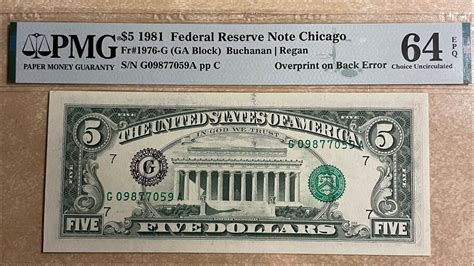 PMG
PAPER MONEY GUARANTY
$5 1981 Federal Reserve Note Chicago
Fr#1976-G (GA Block) Buchanan | Regan
S/N G09877059A pp C
Overprint on Back Error
64 EPQ
Choice Uncirculated
5 THE UNITED STATES OF AMERICA 5
IN GOD WE TRUST
7 G 09877059 A
G
G 09877059 A
7 7
FIVE FIVE DOLLARS FIVE